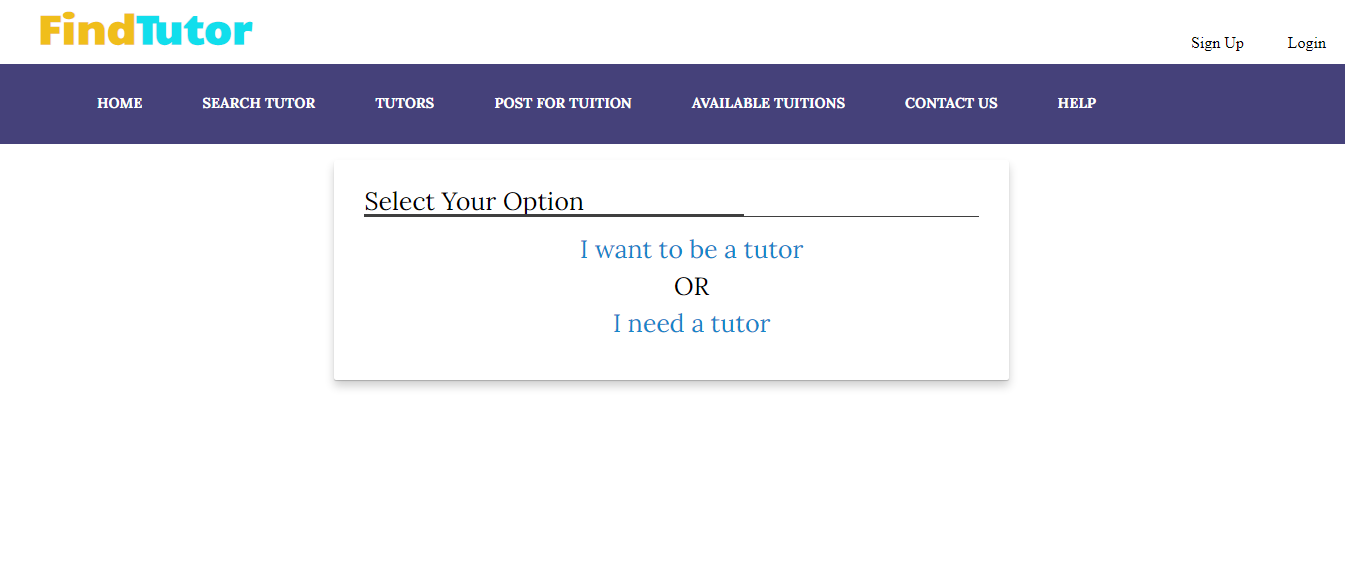 FindTutor
Sign Up Login
HOME SEARCH TUTOR TUTORS POST FOR TUITION AVAILABLE TUITIONS CONTACT US HELP
Select Your Option
I want to be a tutor
OR
I need a tutor